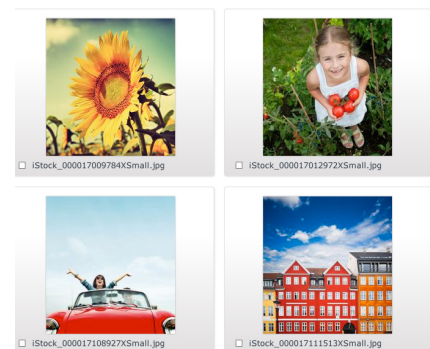 iStock_000017009784XSmall.jpg
iStock_000017012972XSmall.jpg
iStock_000017108927XSmall.jpg
iStock_000017111513XSmall.jpg